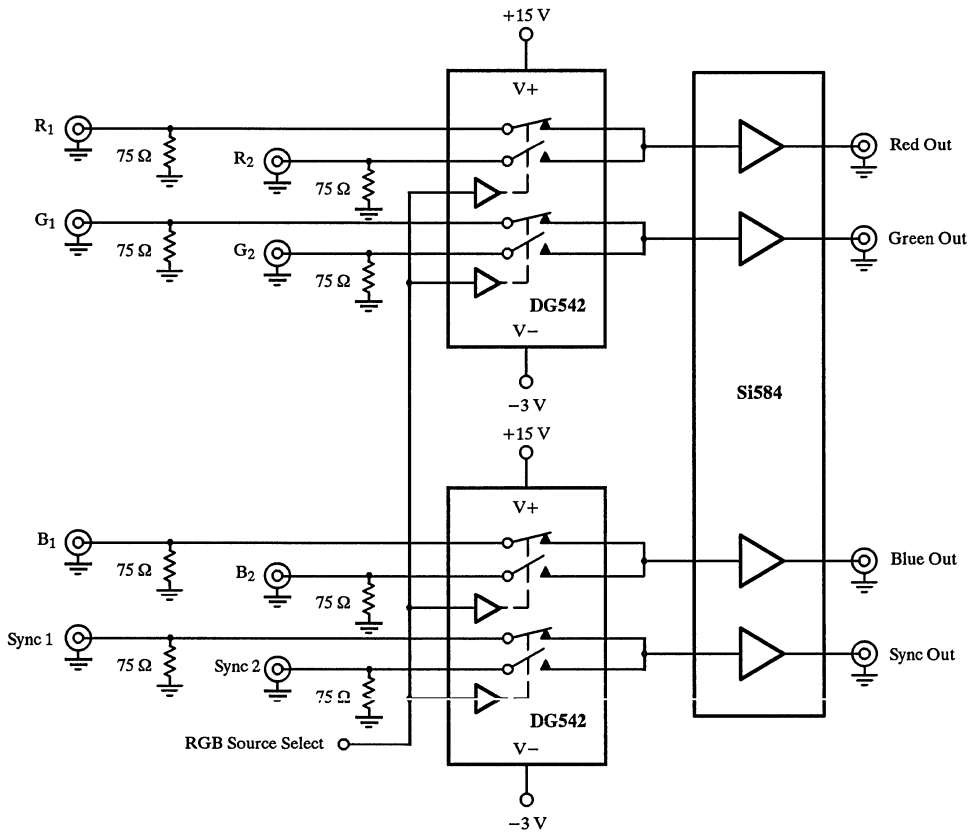 +15 V
V+
R1
75 Ω
R2
75 Ω
Red Out
G1
75 Ω
G2
75 Ω
Green Out
DG542
V−
−3 V
Si584
+15 V
V+
B1
75 Ω
B2
75 Ω
Blue Out
Sync 1
75 Ω
Sync 2
75 Ω
Sync Out
DG542
RGB Source Select
V−
−3 V